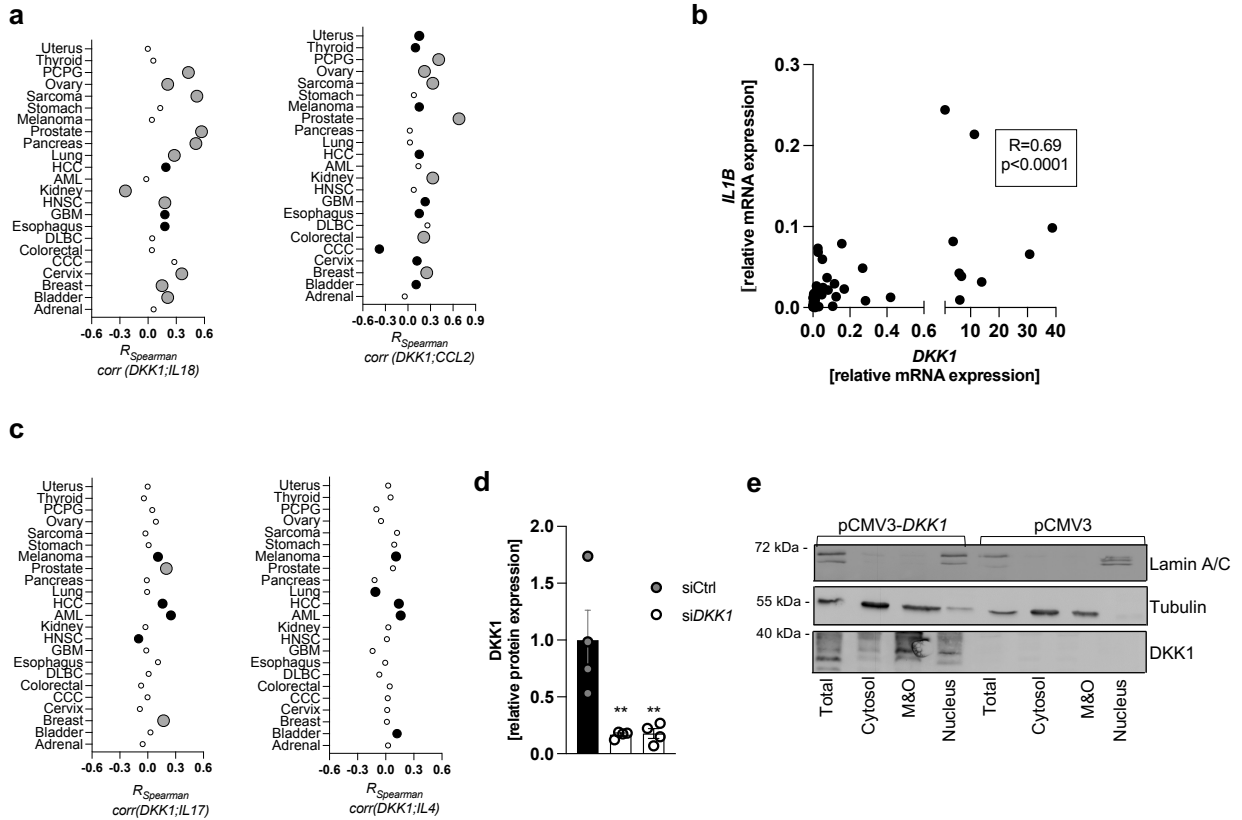 a
Uterus
Thyroid
PCPG
Ovary
Sarcoma
Stomach
Melanoma
Prostate
Pancreas
Lung
HCC
AML
Kidney
HNSC
GBM
Esophagus
DLBC
Colorectal
CCC
Cervix
Breast
Bladder
Adrenal
-0.6 -0.3 0.0 0.3 0.6
RSpearman
corr (DKK1;IL18)
Uterus
Thyroid
PCPG
Ovary
Sarcoma
Stomach
Melanoma
Prostate
Pancreas
Lung
HCC
AML
Kidney
HNSC
GBM
Esophagus
DLBC
Colorectal
CCC
Cervix
Breast
Bladder
Adrenal
-0.6 -0.3 0.0 0.3 0.6 0.9
RSpearman
corr (DKK1;CCL2)
b
IL1B
[relative mRNA expression]
0.3
0.2
0.1
0.0
R=0.69
p<0.0001
0.0 0.2 0.4 0.6 10 20 30 40
DKK1
[relative mRNA expression]
c
Uterus
Thyroid
PCPG
Ovary
Sarcoma
Stomach
Melanoma
Prostate
Pancreas
Lung
HCC
AML
Kidney
HNSC
GBM
Esophagus
DLBC
Colorectal
CCC
Cervix
Breast
Bladder
Adrenal
-0.6 -0.3 0.0 0.3 0.6
RSpearman
corr(DKK1;IL17)
Uterus
Thyroid
PCPG
Ovary
Sarcoma
Stomach
Melanoma
Prostate
Pancreas
Lung
HCC
AML
Kidney
HNSC
GBM
Esophagus
DLBC
Colorectal
CCC
Cervix
Breast
Bladder
Adrenal
-0.6 -0.3 0.0 0.3 0.6
RSpearman
corr(DKK1;IL4)
d
DKK1
[relative protein expression]
2.0
1.5
1.0
0.5
0.0
** **
siCtrl
siDKK1
e
pCMV3-DKK1 pCMV3
72 kDa - Lamin A/C
55 kDa - Tubulin
40 kDa - DKK1
Total Cytosol M&O Nucleus Total Cytosol M&O Nucleus